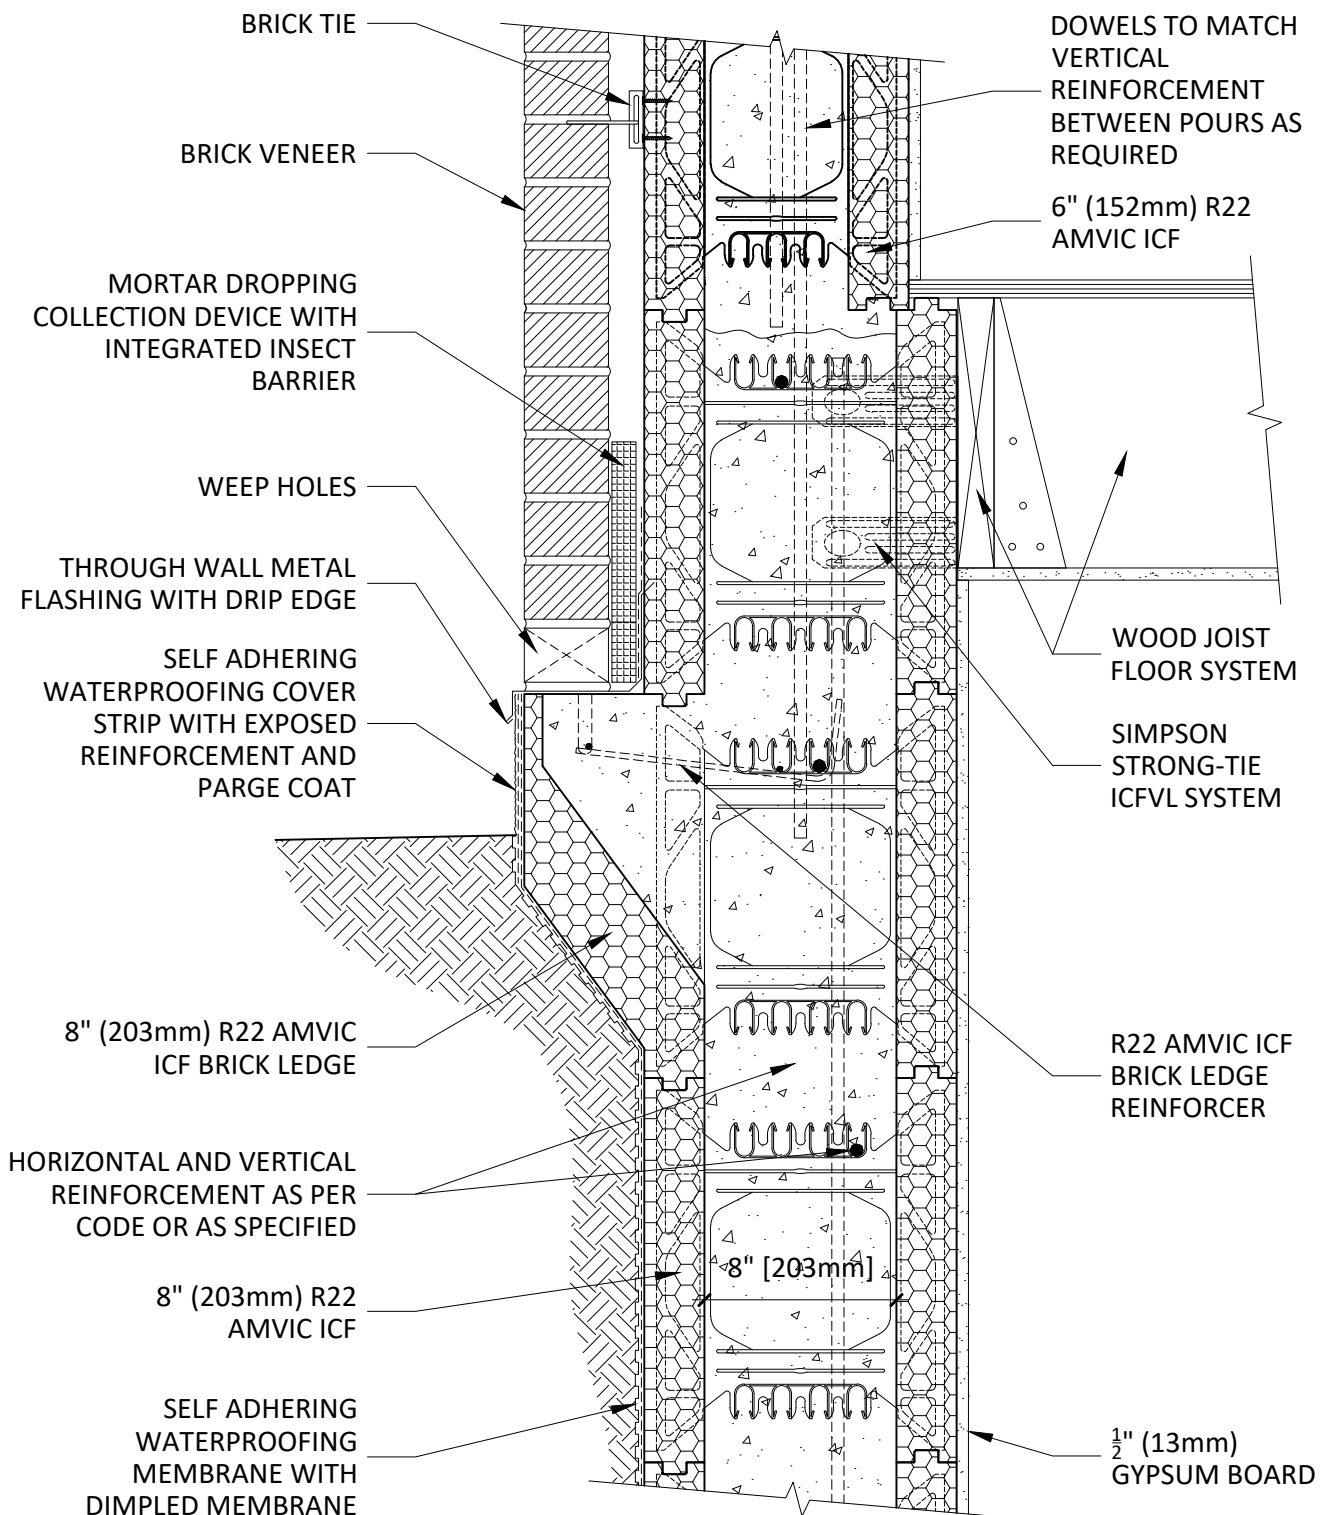 BRICK TIE
BRICK VENEER
MORTAR DROPPING
COLLECTION DEVICE WITH
INTEGRATED INSECT
BARRIER
WEEP HOLES
THROUGH WALL METAL
FLASHING WITH DRIP EDGE
SELF ADHERING
WATERPROOFING COVER
STRIP WITH EXPOSED
REINFORCEMENT AND
PARGE COAT
8" (203mm) R22 AMVIC
ICF BRICK LEDGE
HORIZONTAL AND VERTICAL
REINFORCEMENT AS PER
CODE OR AS SPECIFIED
8" (203mm) R22
AMVIC ICF
SELF ADHERING
WATERPROOFING
MEMBRANE WITH
DIMPLED MEMBRANE
8" [203mm]
DOWELS TO MATCH
VERTICAL
REINFORCEMENT
BETWEEN POURS AS
REQUIRED
6" (152mm) R22
AMVIC ICF
WOOD JOIST
FLOOR SYSTEM
SIMPSON
STRONG-TIE
ICFVL SYSTEM
R22 AMVIC ICF
BRICK LEDGE
REINFORCER
1/2" (13mm)
GYPSUM BOARD